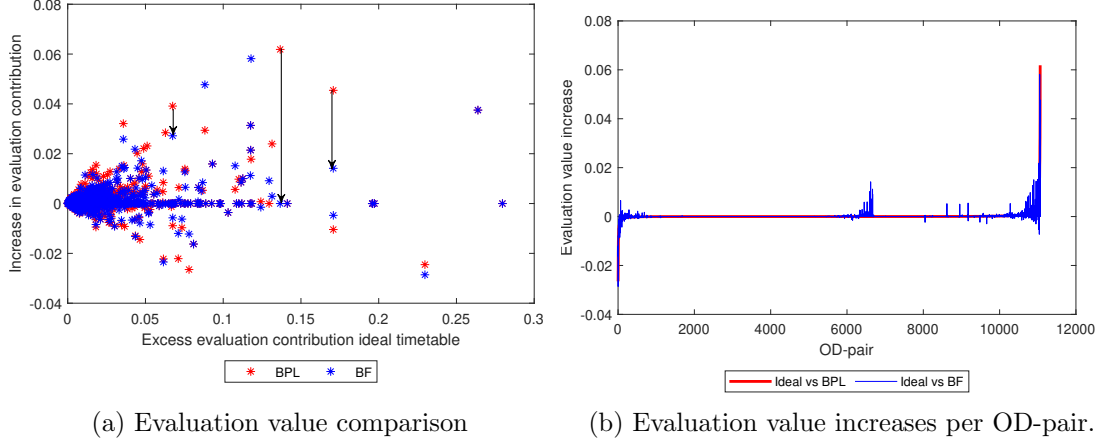 0.08
0.06
0.04
0.02
0
-0.02
-0.04
0
0.05
0.1
0.15
0.2
0.25
0.3
Increase in evaluation contribution
Excess evaluation contribution ideal timetable
BPL
BF
(a) Evaluation value comparison
0.08
0.06
0.04
0.02
0
-0.02
-0.04
0
2000
4000
6000
8000
10000
12000
Evaluation value increase
OD-pair
Ideal vs BPL
Ideal vs BF
(b) Evaluation value increases per OD-pair.